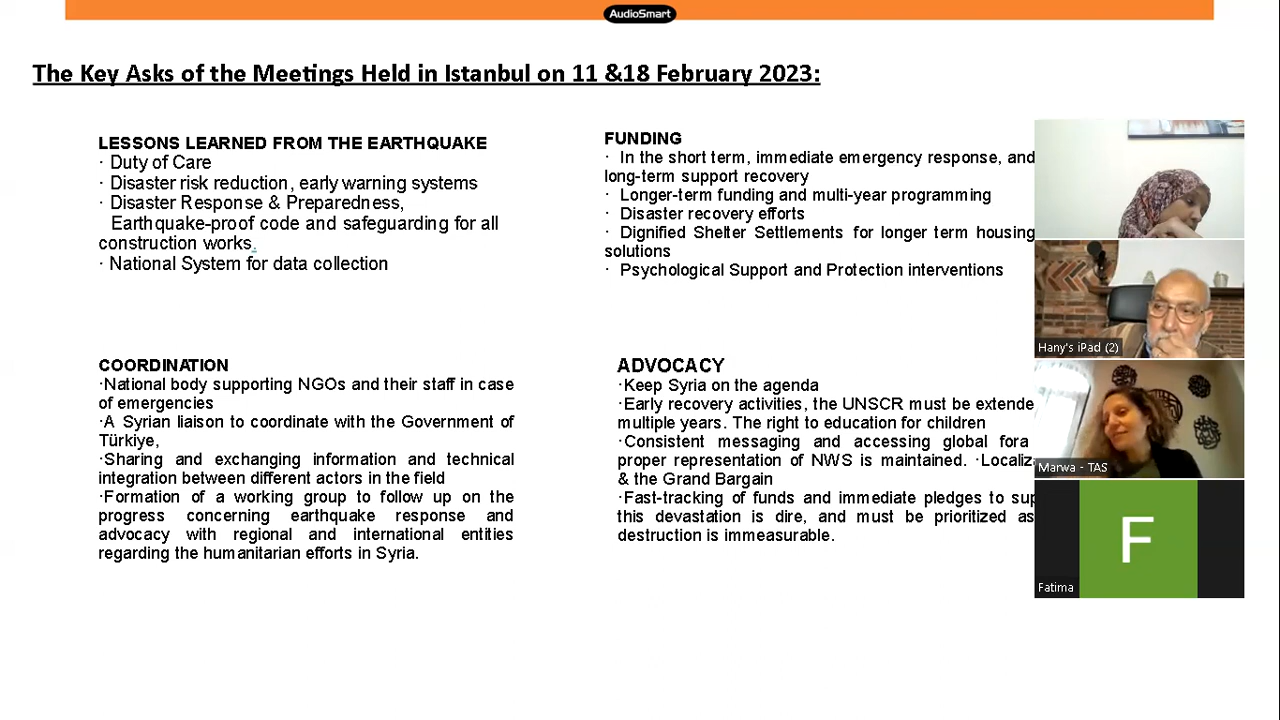 AudioSmart
The Key Asks of the Meetings Held in Istanbul on 11 &18 February 2023:
LESSONS LEARNED FROM THE EARTHQUAKE
· Duty of Care
· Disaster risk reduction, early warning systems
· Disaster Response & Preparedness,
Earthquake-proof code and safeguarding for all
construction works.
· National System for data collection
FUNDING
· In the short term, immediate emergency response, and
long-term support recovery
· Longer-term funding and multi-year programming
· Disaster recovery efforts
· Dignified Shelter Settlements for longer term housing
solutions
· Psychological Support and Protection interventions
COORDINATION
·National body supporting NGOs and their staff in case
of emergencies
·A Syrian liaison to coordinate with the Government of
Türkiye,
·Sharing and exchanging information and technical
integration between different actors in the field
·Formation of a working group to follow up on the
progress concerning earthquake response and
advocacy with regional and international entities
regarding the humanitarian efforts in Syria.
ADVOCACY
·Keep Syria on the agenda
·Early recovery activities, the UNSCR must be extende
multiple years. The right to education for children
·Consistent messaging and accessing global fora
proper representation of NWS is maintained. ·Localiz
& the Grand Bargain
·Fast-tracking of funds and immediate pledges to sup
this devastation is dire, and must be prioritized as
destruction is immeasurable.
Hany's iPad (2)
Marwa - TAS
F
Fatima